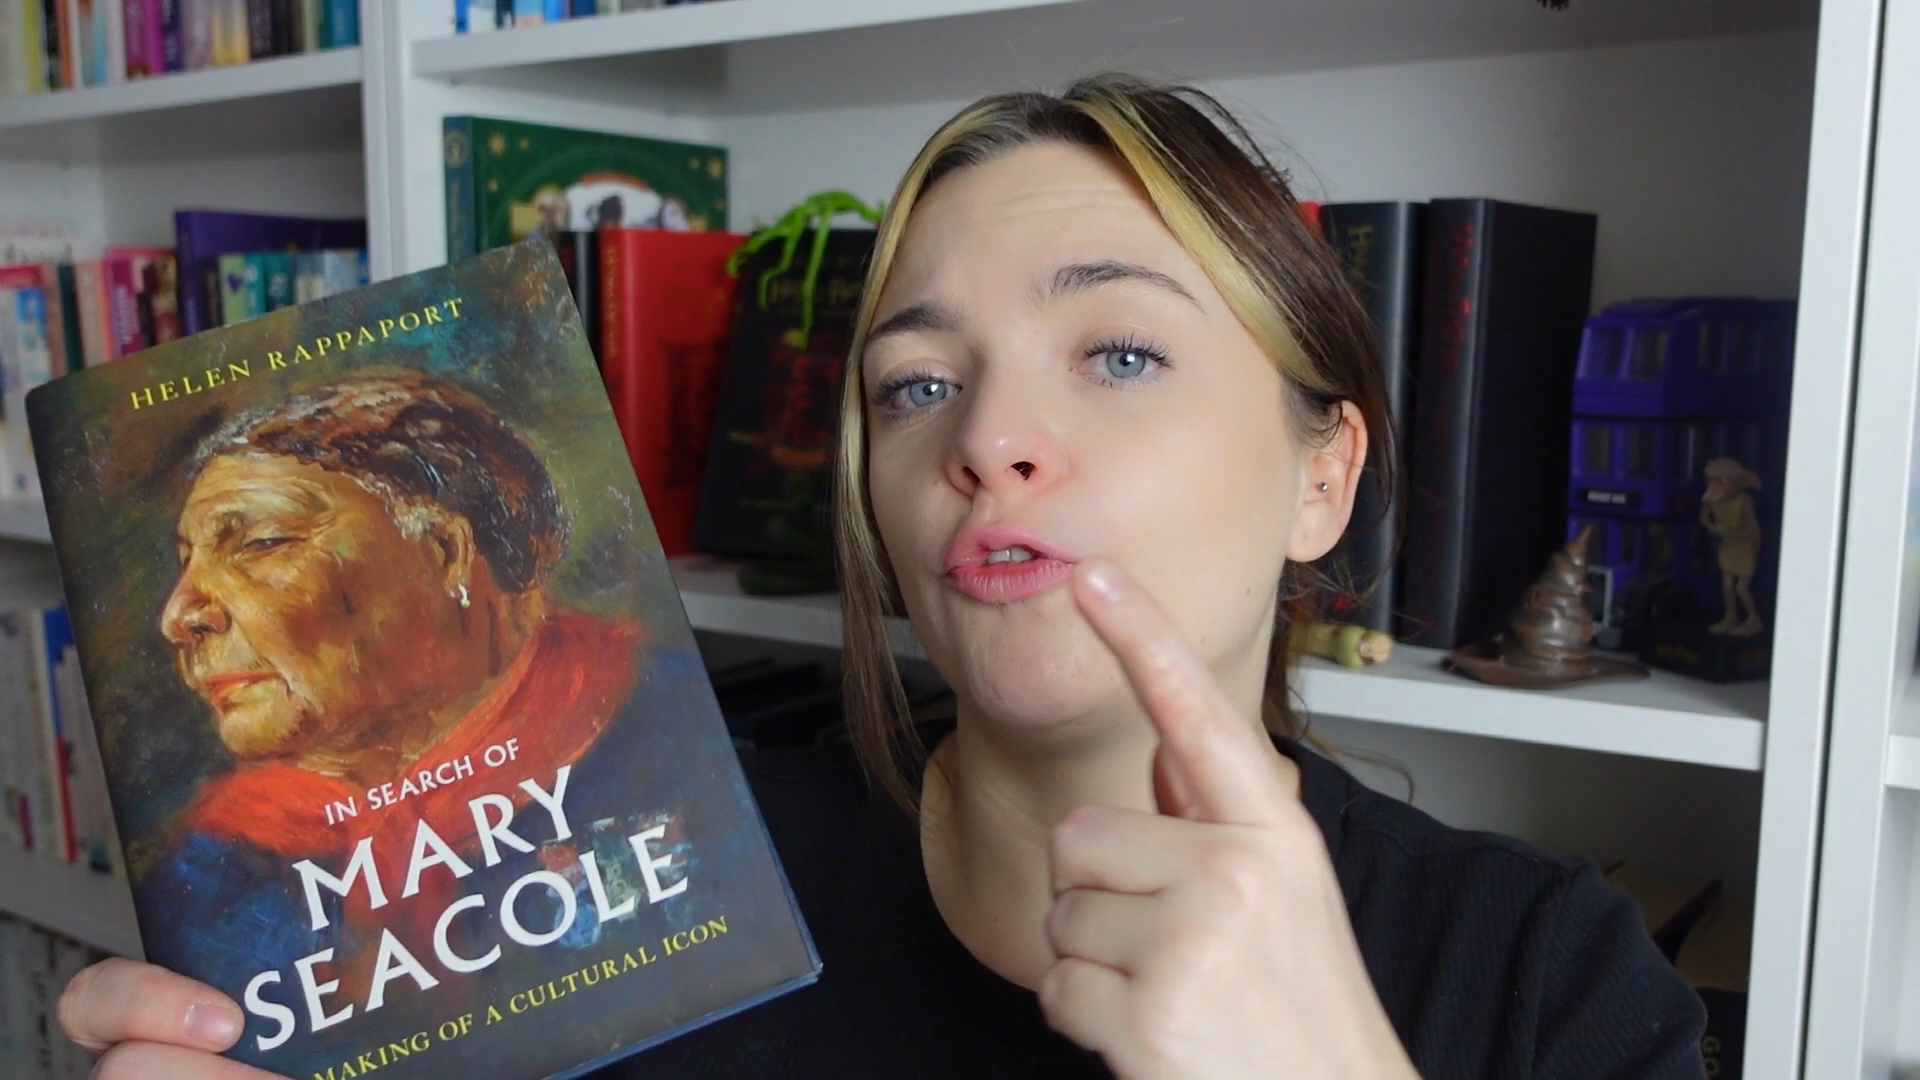 HELEN RAPPAPORT
IN SEARCH OF
MARY
SEACOLE
MAKING OF A CULTURAL ICON